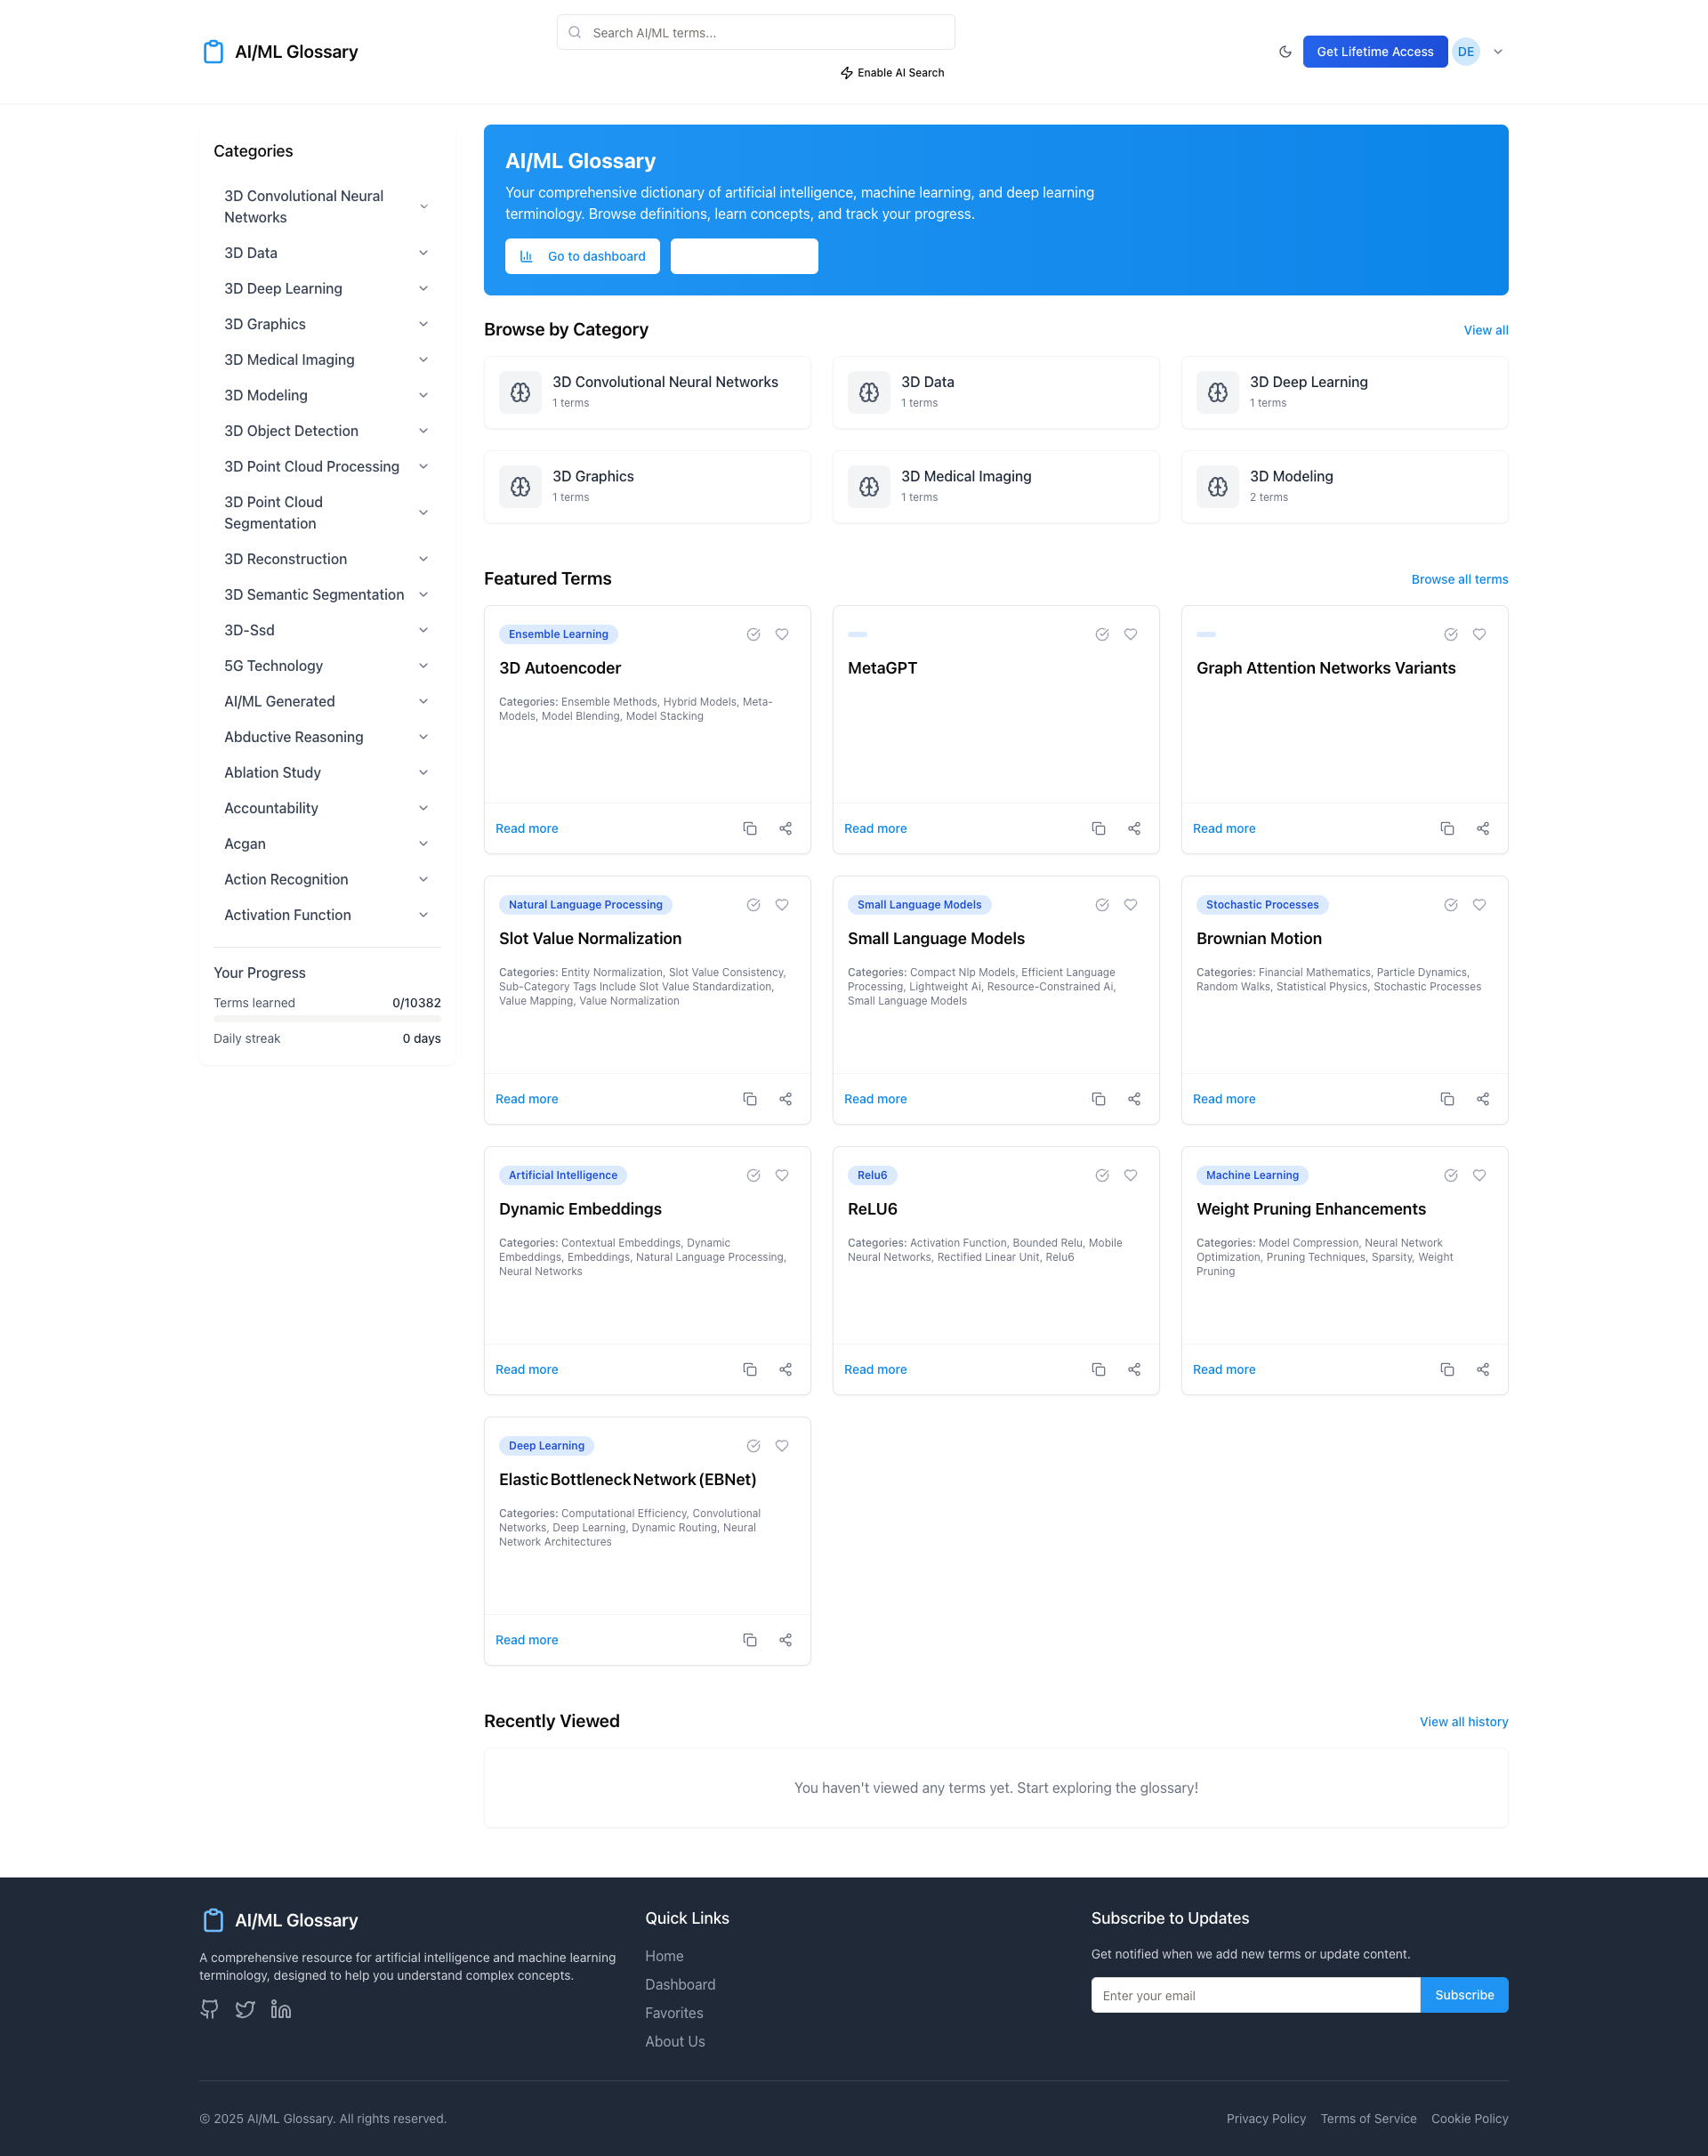 AI/ML Glossary
Search AI/ML terms...
Enable AI Search
Get Lifetime Access
DE
Categories
3D Convolutional Neural
Networks
3D Data
3D Deep Learning
3D Graphics
3D Medical Imaging
3D Modeling
3D Object Detection
3D Point Cloud Processing
3D Point Cloud
Segmentation
3D Reconstruction
3D Semantic Segmentation
3D-Ssd
5G Technology
AI/ML Generated
Abductive Reasoning
Ablation Study
Accountability
Acgan
Action Recognition
Activation Function
Your Progress
Terms learned 0/10382
Daily streak 0 days
AI/ML Glossary
Your comprehensive dictionary of artificial intelligence, machine learning, and deep learning
terminology. Browse definitions, learn concepts, and track your progress.
Go to dashboard
Browse by Category
View all
3D Convolutional Neural Networks
1 terms
3D Data
1 terms
3D Deep Learning
1 terms
3D Graphics
1 terms
3D Medical Imaging
1 terms
3D Modeling
2 terms
Featured Terms
Browse all terms
Ensemble Learning
3D Autoencoder
Categories: Ensemble Methods, Hybrid Models, Meta-
Models, Model Blending, Model Stacking
Read more
MetaGPT
Read more
Graph Attention Networks Variants
Read more
Natural Language Processing
Slot Value Normalization
Categories: Entity Normalization, Slot Value Consistency,
Sub-Category Tags Include Slot Value Standardization,
Value Mapping, Value Normalization
Read more
Small Language Models
Small Language Models
Categories: Compact Nlp Models, Efficient Language
Processing, Lightweight Ai, Resource-Constrained Ai,
Small Language Models
Read more
Stochastic Processes
Brownian Motion
Categories: Financial Mathematics, Particle Dynamics,
Random Walks, Statistical Physics, Stochastic Processes
Read more
Artificial Intelligence
Dynamic Embeddings
Categories: Contextual Embeddings, Dynamic
Embeddings, Embeddings, Natural Language Processing,
Neural Networks
Read more
Relu6
ReLU6
Categories: Activation Function, Bounded Relu, Mobile
Neural Networks, Rectified Linear Unit, Relu6
Read more
Machine Learning
Weight Pruning Enhancements
Categories: Model Compression, Neural Network
Optimization, Pruning Techniques, Sparsity, Weight
Pruning
Read more
Deep Learning
Elastic Bottleneck Network (EBNet)
Categories: Computational Efficiency, Convolutional
Networks, Deep Learning, Dynamic Routing, Neural
Network Architectures
Read more
Recently Viewed
View all history
You haven't viewed any terms yet. Start exploring the glossary!
AI/ML Glossary
A comprehensive resource for artificial intelligence and machine learning
terminology, designed to help you understand complex concepts.
Quick Links
Home
Dashboard
Favorites
About Us
Subscribe to Updates
Get notified when we add new terms or update content.
Enter your email
Subscribe
© 2025 AI/ML Glossary. All rights reserved.
Privacy Policy
Terms of Service
Cookie Policy